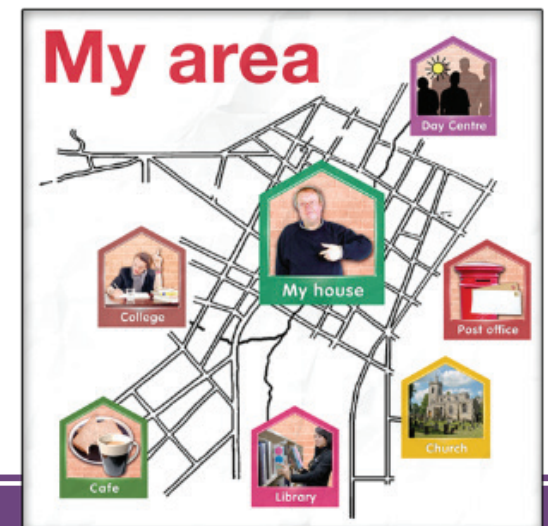 My area
Day Centre
My house
College
Post office
Church
Cafe
Library